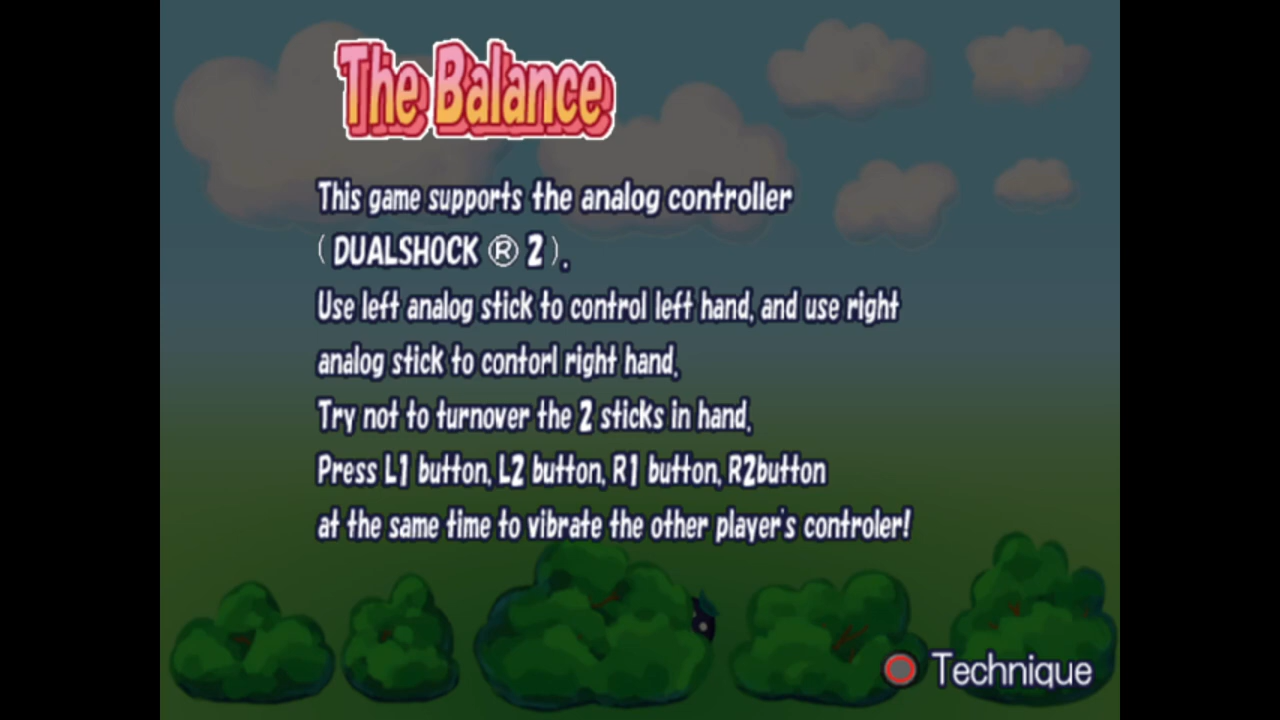 The Balance
This game supports the analog controller
( DUALSHOCK ® 2 ).
Use left analog stick to control left hand, and use right
analog stick to contorl right hand,
Try not to turnover the 2 sticks in hand,
Press L1 button, L2 button, R1 button, R2button
at the same time to vibrate the other player's controler!
Technique